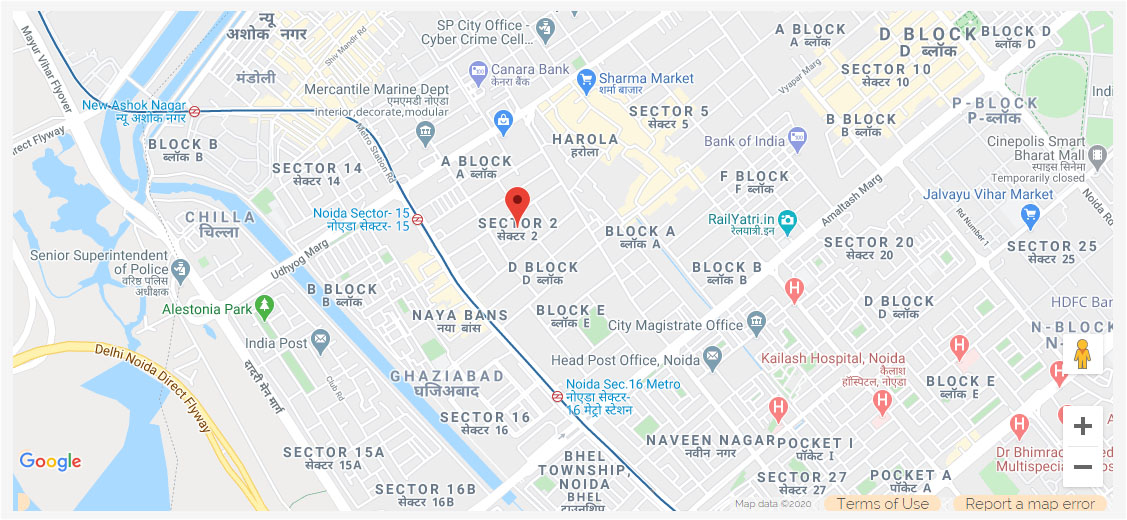 न्यू
अशोक नगर
SP City Office -
Cyber Crime Cell...
Shiv Mandir Rd
A BLOCK
A ब्लॉक
D BLOCK
D ब्लॉक
BLOCK D
ब्लॉक D
Mayur Vihar Flyover
मंडोली
Canara Bank
केनरा बैंक
Sharma Market
शर्मा बाजार
Vyapar Marg
SECTOR 10
सेक्टर 10
Mercantile Marine Dept
एमएमडी नोएडा
interior,decorate,modular
New Ashok Nagar
न्यू अशोक नगर
SECTOR 5
सेक्टर 5
P-BLOCK
P-ब्लॉक
Indi
B BLOCK
B ब्लॉक
irect Flyway
BLOCK B
ब्लॉक B
Metro Station Rd
HAROLA
हरोला
Bank of India
Cinepolis Smart
Bharat Mall
स्पाइस सिनेमा
Temporarily closed
SECTOR 14
सेक्टर 14
A BLOCK
A ब्लॉक
F BLOCK
F ब्लॉक
Amaltash Marg
Jalvayu Vihar Market
Noida Ro
CHILLA
चिल्ला
Noida Sector- 15
नोएडा सेक्टर- 15
SECTOR 2
सेक्टर 2
RailYatri.in
रेलयात्री.इन
Rd Number 1
BLOCK A
ब्लॉक A
SECTOR 20
सेक्टर 20
SECTOR 25
सेक्टर 25
Udhyog Marg
Senior Superintendent
of Police
वरिष्ठ पुलिस
अधीक्षक
D BLOCK
D ब्लॉक
BLOCK B
ब्लॉक B
B BLOCK
B ब्लॉक
Alestonia Park
D BLOCK
D ब्लॉक
HDFC Ban
NAYA BANS
नया बांस
BLOCK E
ब्लॉक E
City Magistrate Office
N-BLOCK
N-
India Post
Delhi Noida Direct Flyway
दादरी मेन मार्ग
Club Rd
Head Post Office, Noida
Kailash Hospital, Noida
कैलाश
हॉस्पिटल, नोएडा
GHAZIABAD
घजिअबाद
Noida Sec.16 Metro
नोएडा सेक्टर-
16 मेट्रो स्टेशन
BLOCK E
ब्लॉक E
SECTOR 16
सेक्टर 16
NAVEEN NAGAR
नवीन नगर
POCKET I
पॉकेट I
A
Dr Bhimrao
ed
Multispecial
os
Google
SECTOR 15A
सेक्टर 15A
BHEL
TOWNSHIP,
NOIDA
BHEL
टाउनशिप
SECTOR 27
सेक्टर 27
POCKET A
पॉकेट A
SECTOR 16B
सेक्टर 16B
Map data ©2020
Terms of Use
Report a map error